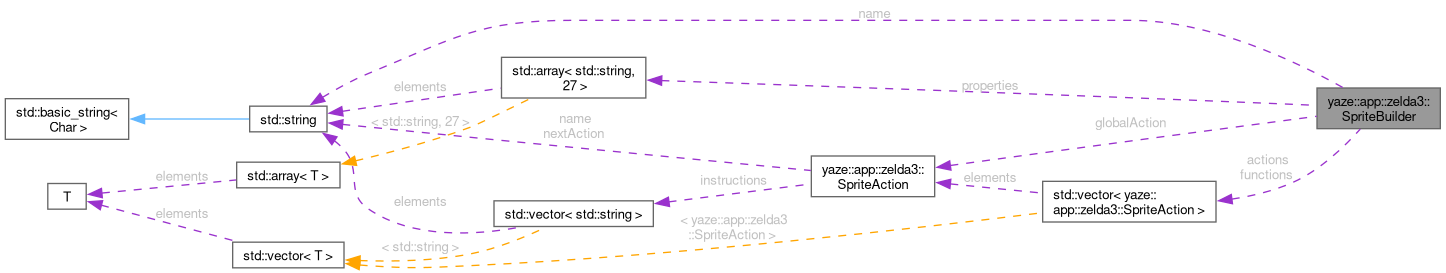 name
std::array< std::string,
27 >
elements
properties
yaze::app::zelda3::
SpriteBuilder
std::basic_string<
Char >
std::string
< std::string, 27 >
name
nextAction
globalAction
actions
functions
std::array< T >
elements
yaze::app::zelda3::
SpriteAction
elements
instructions
std::vector< yaze::
app::zelda3::SpriteAction >
T
elements
std::vector< std::string >
elements
< yaze::app::zelda3
::SpriteAction >
< std::string >
std::vector< T >